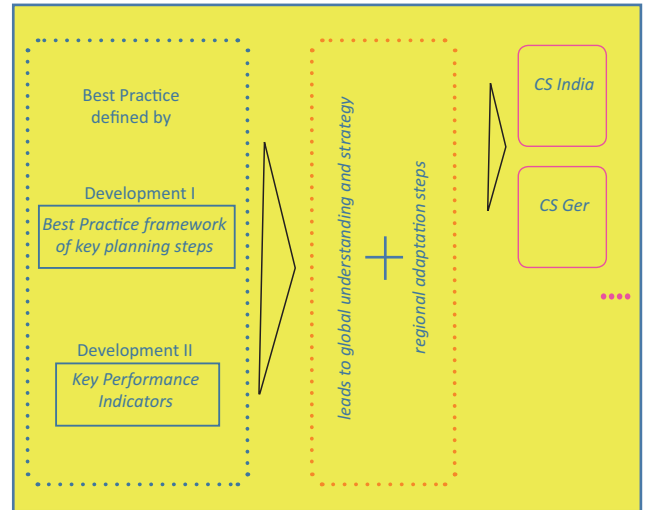 Best Practice
defined by
Development I
Best Practice framework
of key planning steps
Development II
Key Performance
Indicators
leads to global understanding and strategy
+
regional adaptation steps
CS India
CS Ger